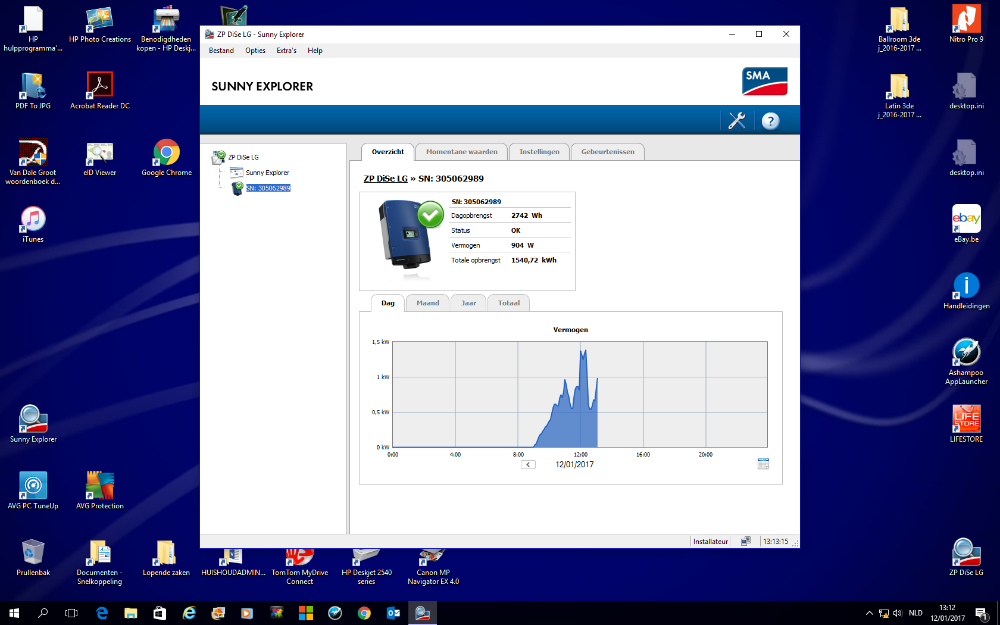 HP
hulpprogramma'...
HP Photo Creations
Benodigdheden
kopen - HP Deskj...
PDF To JPG
Acrobat Reader DC
Van Dale Groot
woordenboek d...
eID Viewer
Google Chrome
iTunes
Sunny Explorer
AVG PC TuneUp
AVG Protection
Prullenbak
Documenten -
Snelkoppeling
Lopende zaken
HUISHOUDADMIN...
TomTom MyDrive
Connect
HP Deskjet 2540
series
Canon MP
Navigator EX 4.0
ZP DiSe LG - Sunny Explorer
Bestand Opties Extra's Help
SUNNY EXPLORER
SMA
?
ZP DiSe LG
Sunny Explorer
SN: 305062989
Overzicht Momentane waarden Instellingen Gebeurtenissen
ZP DiSe LG » SN: 305062989
SN: 305062989
Dagopbrengst 2742 Wh
Status OK
Vermogen 904 W
Totale opbrengst 1540,72 kWh
Dag Maand Jaar Totaal
Vermogen
1,5 kW
1 kW
0,5 kW
0 kW
0:00 4:00 8:00 12:00 16:00 20:00
12/01/2017
Installateur 13:13:15
Ballroom 3de
j_2016-2017 ...
Nitro Pro 9
Latin 3de
j_2016-2017 ...
desktop.ini
desktop.ini
ebay
eBay.be
i
Handleidingen
Ashampoo
AppLauncher
LIFE
STORE
LIFESTORE
ZP DiSe LG
NLD
13:12
12/01/2017
1